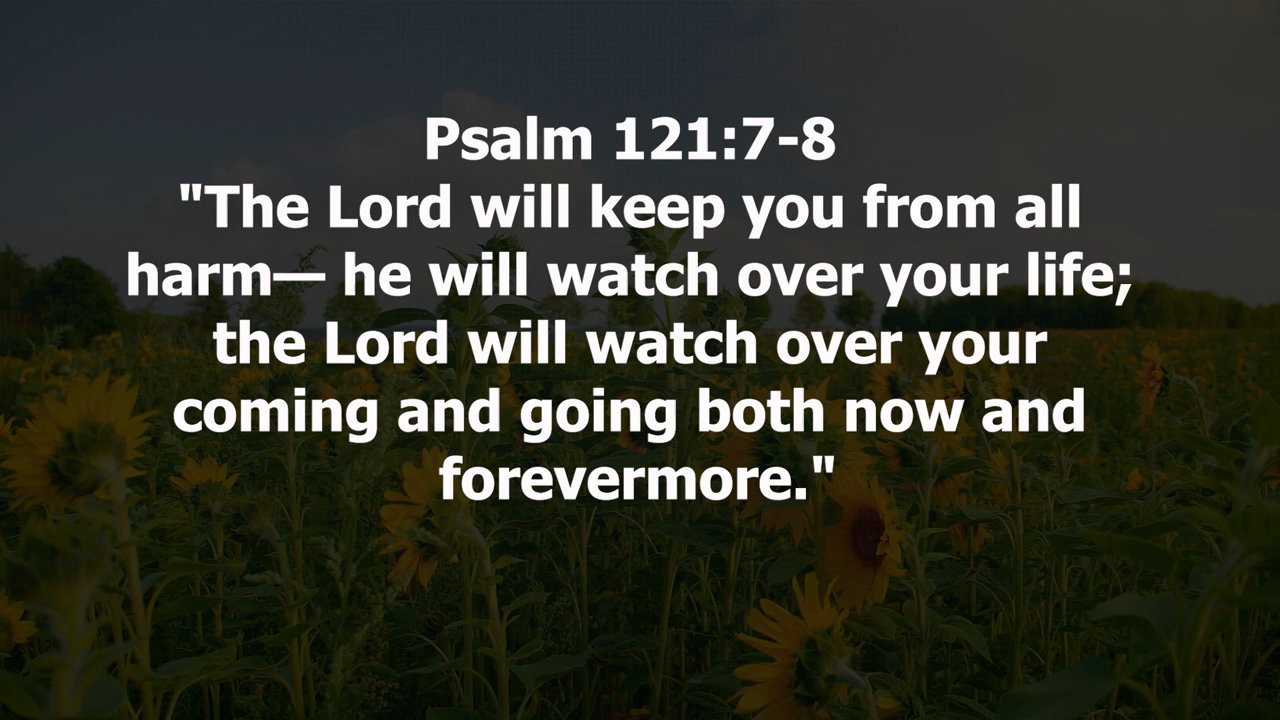 Psalm 121:7-8
"The Lord will keep you from all
harm— he will watch over your life;
the Lord will watch over your
coming and going both now and
forevermore."